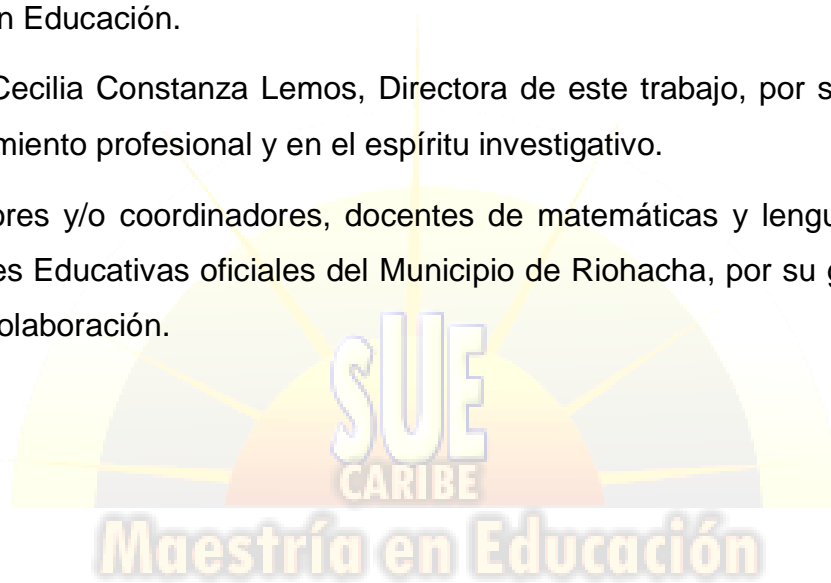 n Educación.
Cecilia Constanza Lemos, Directora de este trabajo, por s
miento profesional y en el espíritu investigativo.
ores y/o coordinadores, docentes de matemáticas y lengu
es Educativas oficiales del Municipio de Riohacha, por su g
olaboración.
SUE
CARIBE
Maestría en Educación